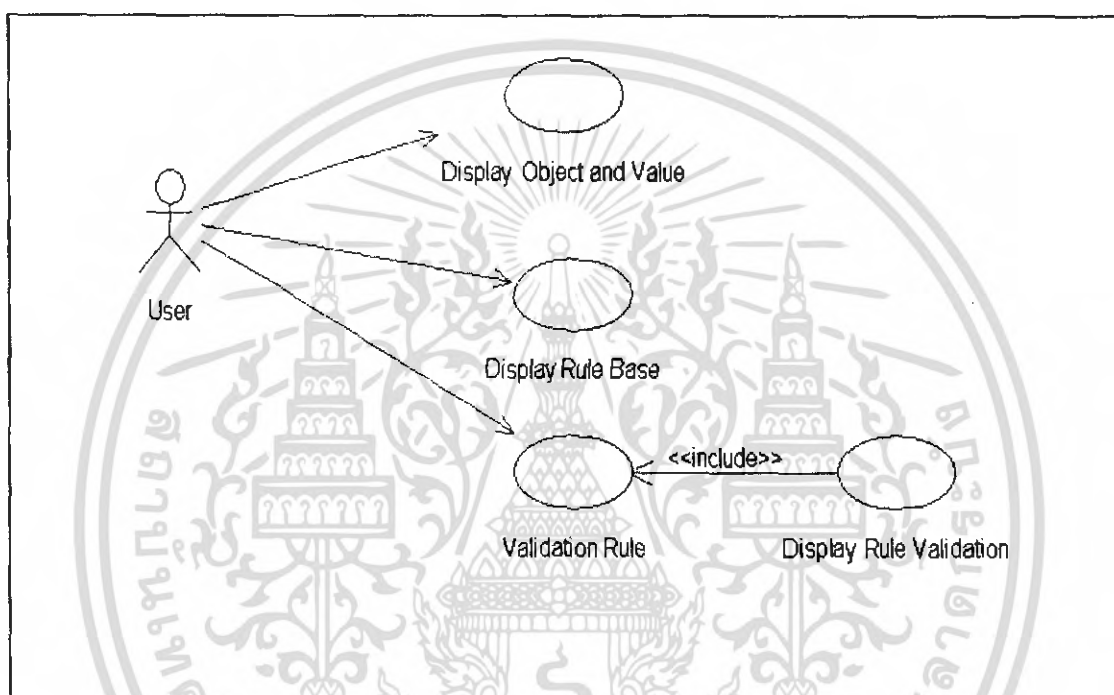 Display Object and Value
User
Display Rule Base
<<include>>
Validation Rule
Display Rule Validation